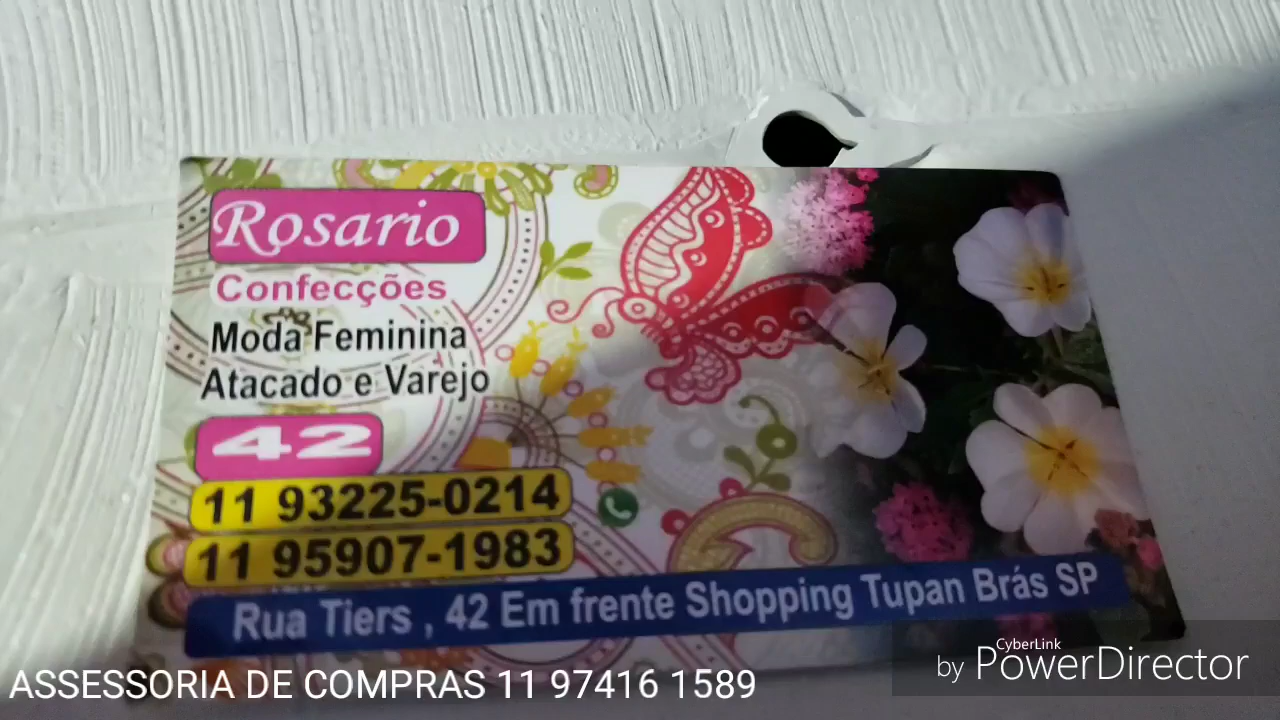 Rosario
Confecções
Moda Feminina
Atacado e Varejo
42
11 93225-0214
11 95907-1983
Rua Tiers , 42 Em frente Shopping Tupan Brás SP
ASSESSORIA DE COMPRAS 11 97416 1589
CyberLink
by PowerDirector